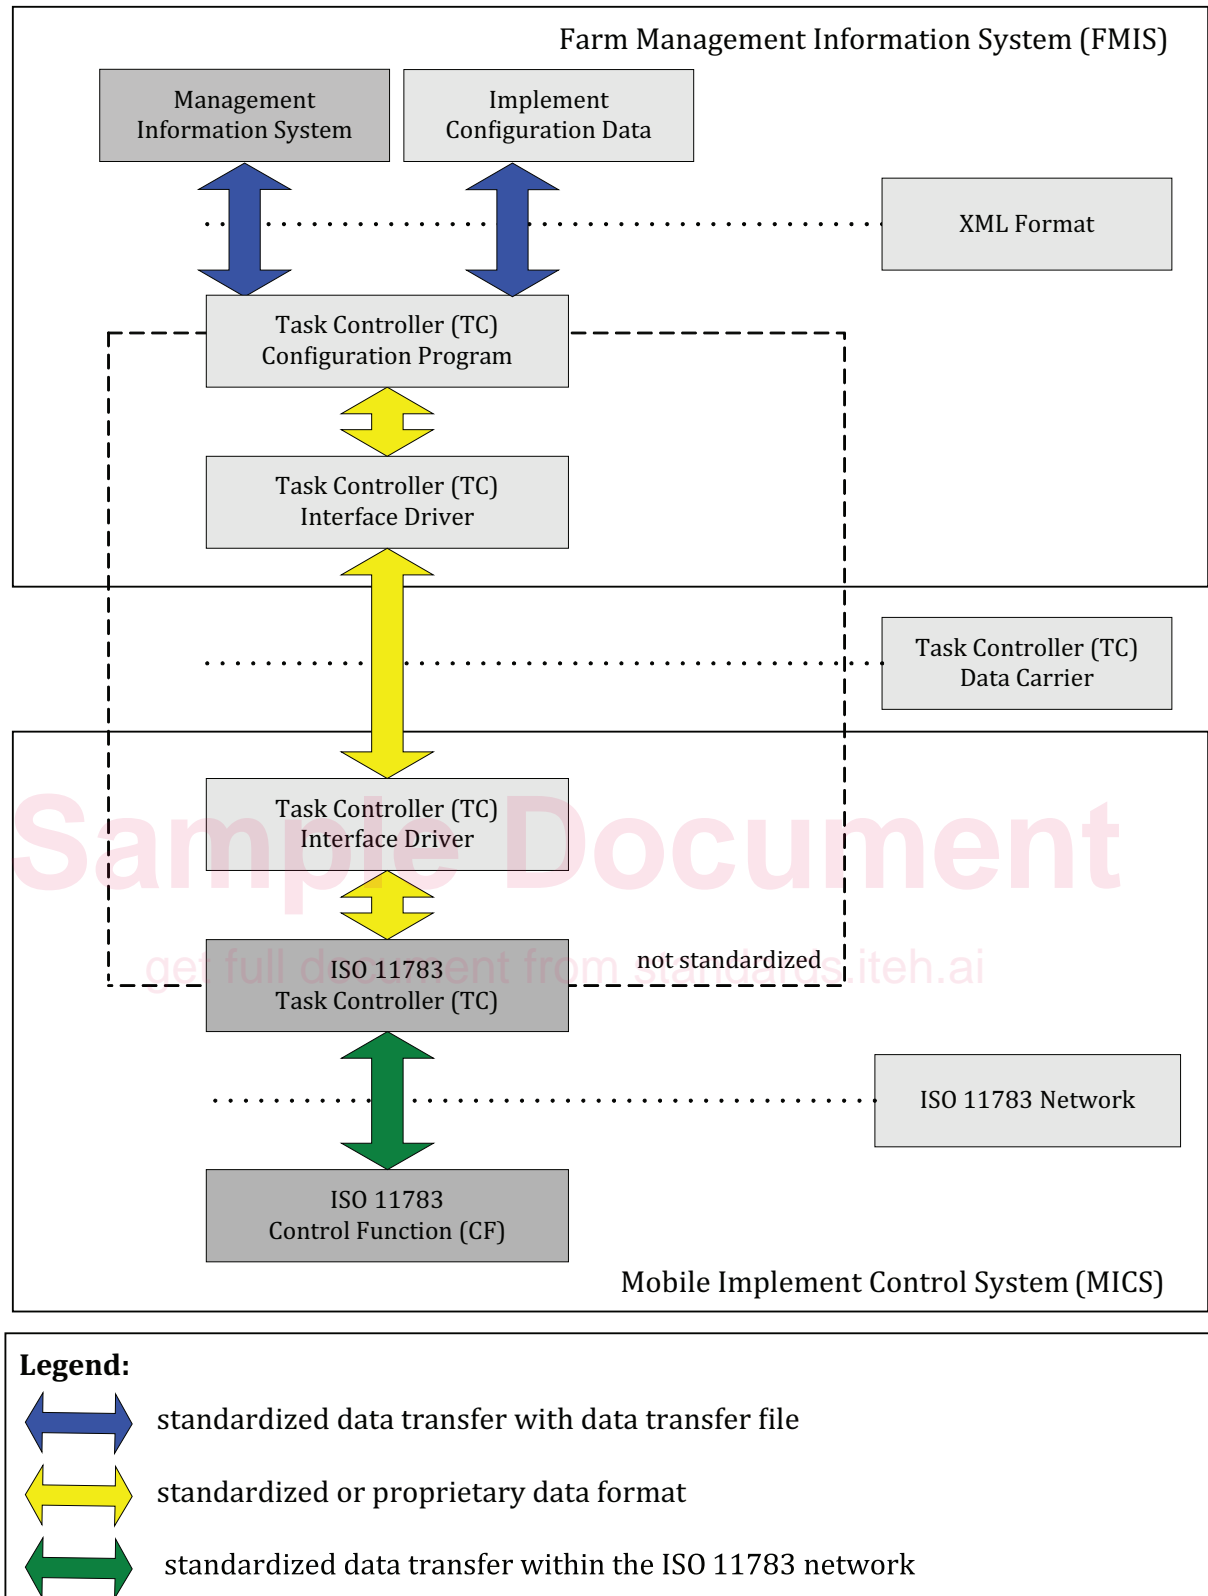 Farm Management Information System (FMIS)
Management
Information System
Implement
Configuration Data
XML Format
Task Controller (TC)
Configuration Program
Task Controller (TC)
Interface Driver
Task Controller (TC)
Data Carrier
Task Controller (TC)
Interface Driver
Sample Document
ISO 11783
Task Controller (TC)
not standardized
get full document from standards.iteh.ai
ISO 11783 Network
ISO 11783
Control Function (CF)
Mobile Implement Control System (MICS)
Legend:
standardized data transfer with data transfer file
standardized or proprietary data format
standardized data transfer within the ISO 11783 network